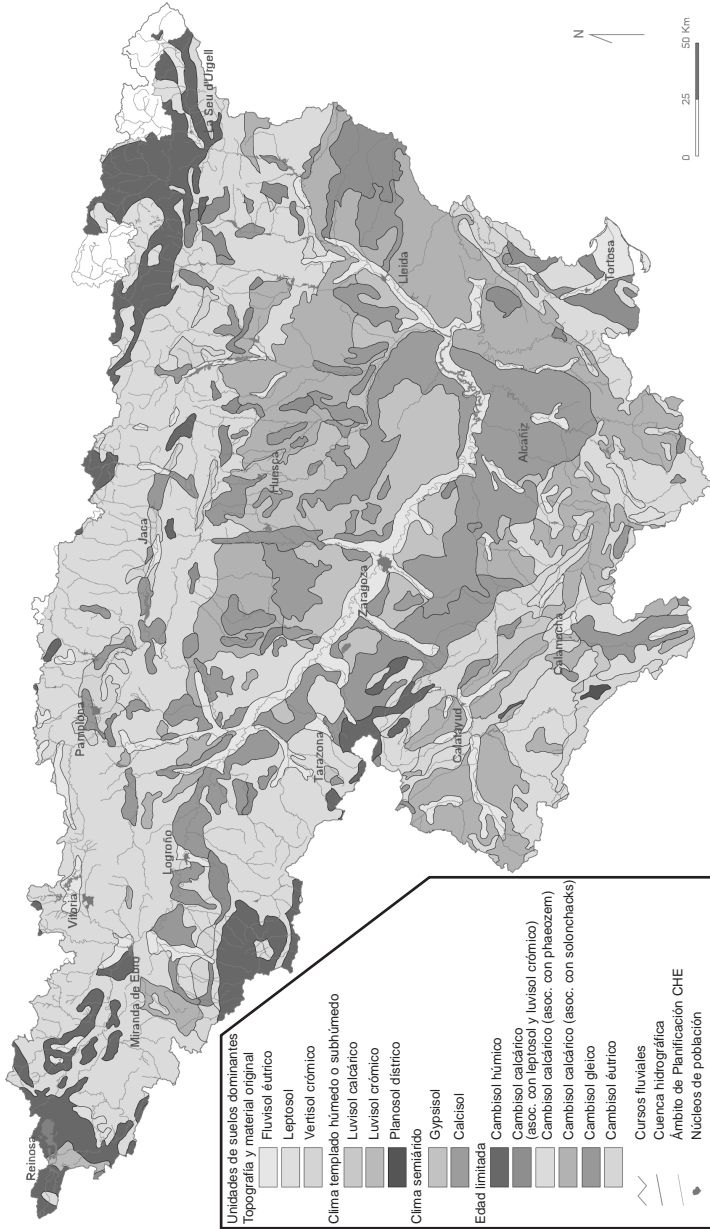 Unidades de suelos dominantes
Topografía y material original
Fluvisol éutrico
Leptosol
Vertisol crómico
Clima templado húmedo o subhúmedo
Luvisol calcárico
Luvisol crómico
Planosol dístrico
Clima semiárido
Gypsisol
Calcisol
Edad limitada
Cambisol húmico
Cambisol calcárico
(asoc. con leptosol y luvisol crómico)
Cambisol calcárico (asoc. con phaeozem)
Cambisol calcárico (asoc. con solonchacks)
Cambisol gleico
Cambisol éutrico
Cursos fluviales
Cuenca hidrográfica
Ámbito de Planificación CHE
Núcleos de población
Reinosa
Miranda de Ebro
Vitoria
Logroño
Pamplona
Tarazona
Jaca
Calatayud
Zaragoza
Huesca
Calamocha
Alcañiz
Lleida
La Seu d'Urgell
Tortosa
N
0 25 50 Km